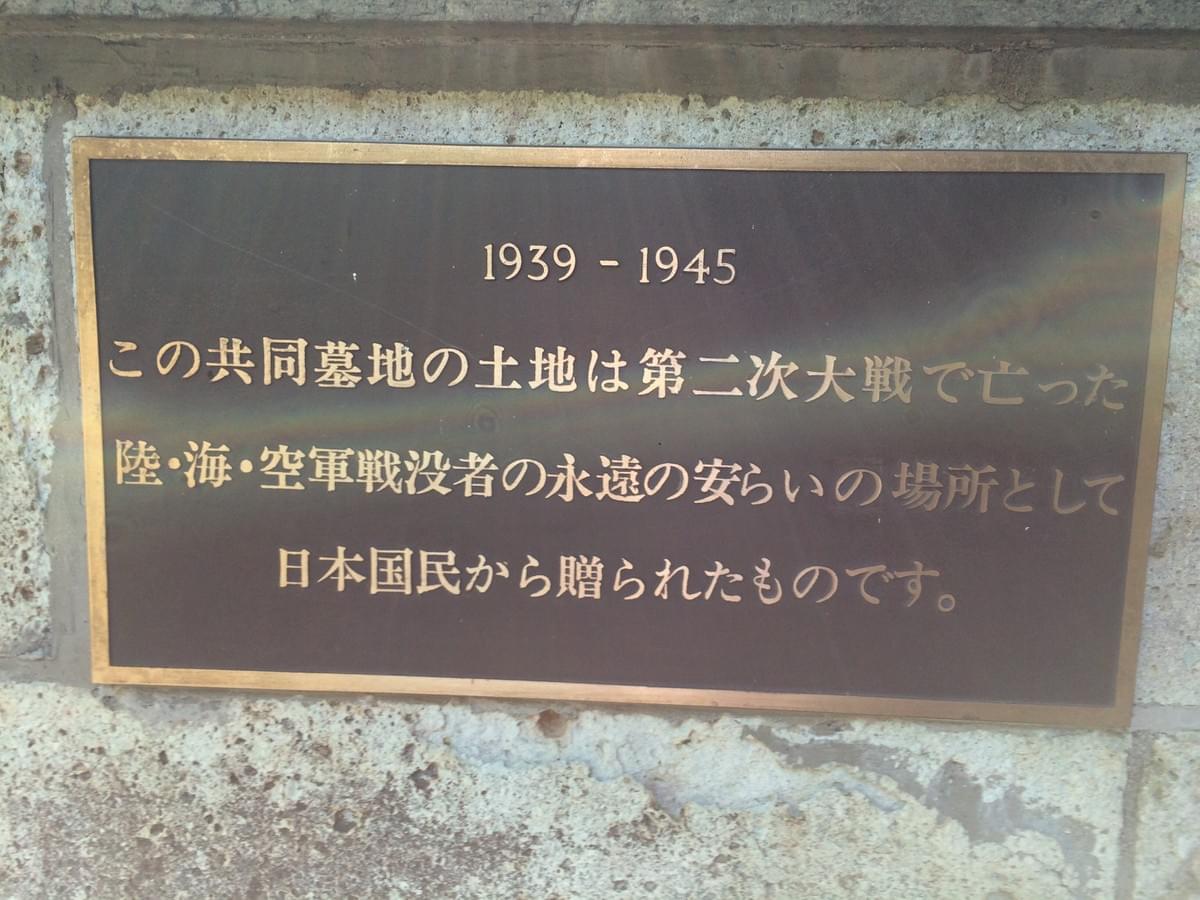 1939 - 1945
この共同墓地の土地は第二次大戦で亡った
陸・海・空軍戦没者の永遠の安らいの場所として
日本国民から贈られたものです。